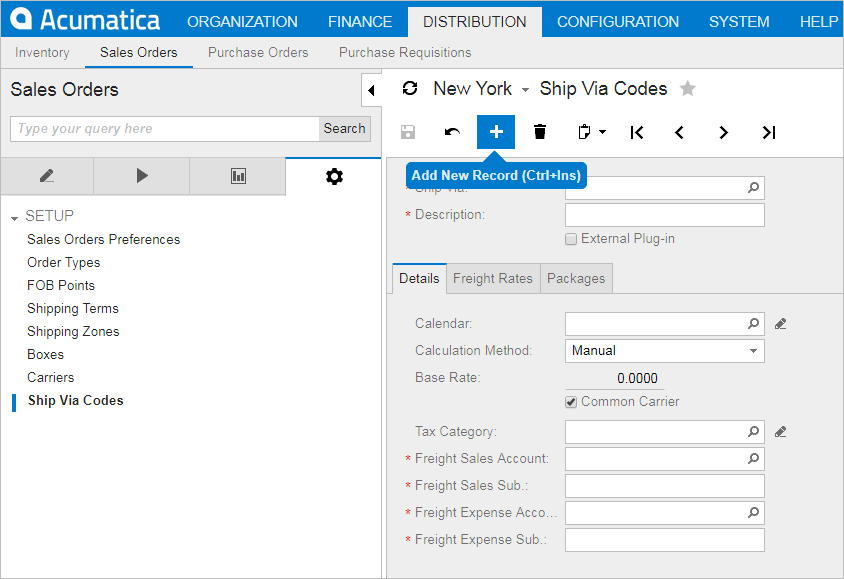 Acumatica ORGANIZATION FINANCE DISTRIBUTION CONFIGURATION SYSTEM HELP
Inventory Sales Orders Purchase Orders Purchase Requisitions
Sales Orders
Type your query here Search
SETUP
Sales Orders Preferences
Order Types
FOB Points
Shipping Terms
Shipping Zones
Boxes
Carriers
Ship Via Codes
New York Ship Via Codes
Add New Record (Ctrl+Ins)
* Ship Via:
* Description:
External Plug-in
Details Freight Rates Packages
Calendar:
Calculation Method: Manual
Base Rate: 0.0000
Common Carrier
Tax Category:
* Freight Sales Account:
* Freight Sales Sub.:
* Freight Expense Acco...
* Freight Expense Sub.: